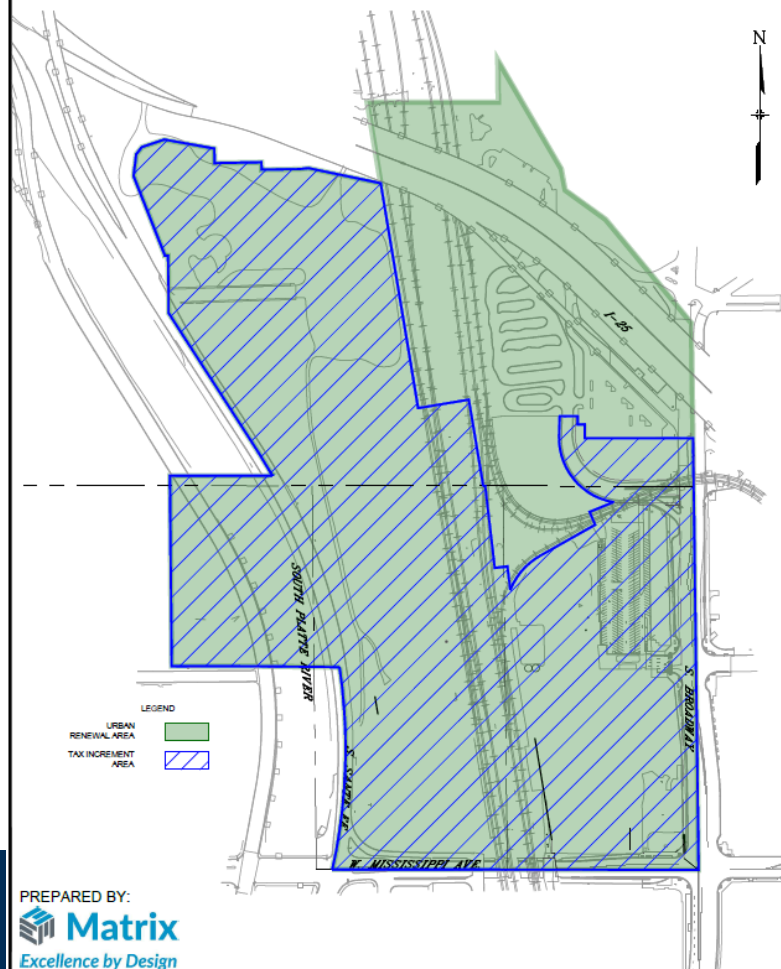 N
I-25
SOUTH PLATTE RIVER
S. BROADWAY
LEGEND
URBAN
RENEWAL AREA
TAX INCREMENT
AREA
S. SANTE FE
W. MISSISSIPPI AVE
PREPARED BY:
Matrix
Excellence by Design